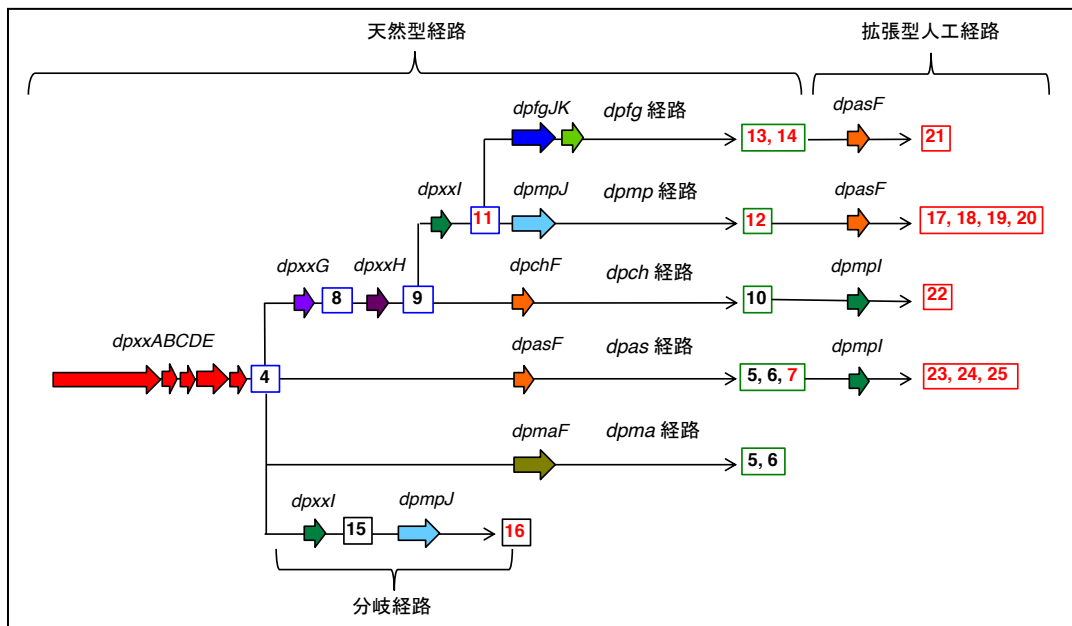 天然型経路
拡張型人工経路
dpfgJK
dpfg 経路
dpasF
13, 14
21
dpxxI
dpmpJ
dpmp 経路
dpasF
11
12
17, 18, 19, 20
dpxxG
dpxxH
dpchF
dpch 経路
dpmpI
8
9
10
22
dpxxABCDE
dpasF
dpas 経路
dpmpI
4
5, 6, 7
23, 24, 25
dpmaF
dpma 経路
5, 6
dpxxI
dpmpJ
15
16
分岐経路